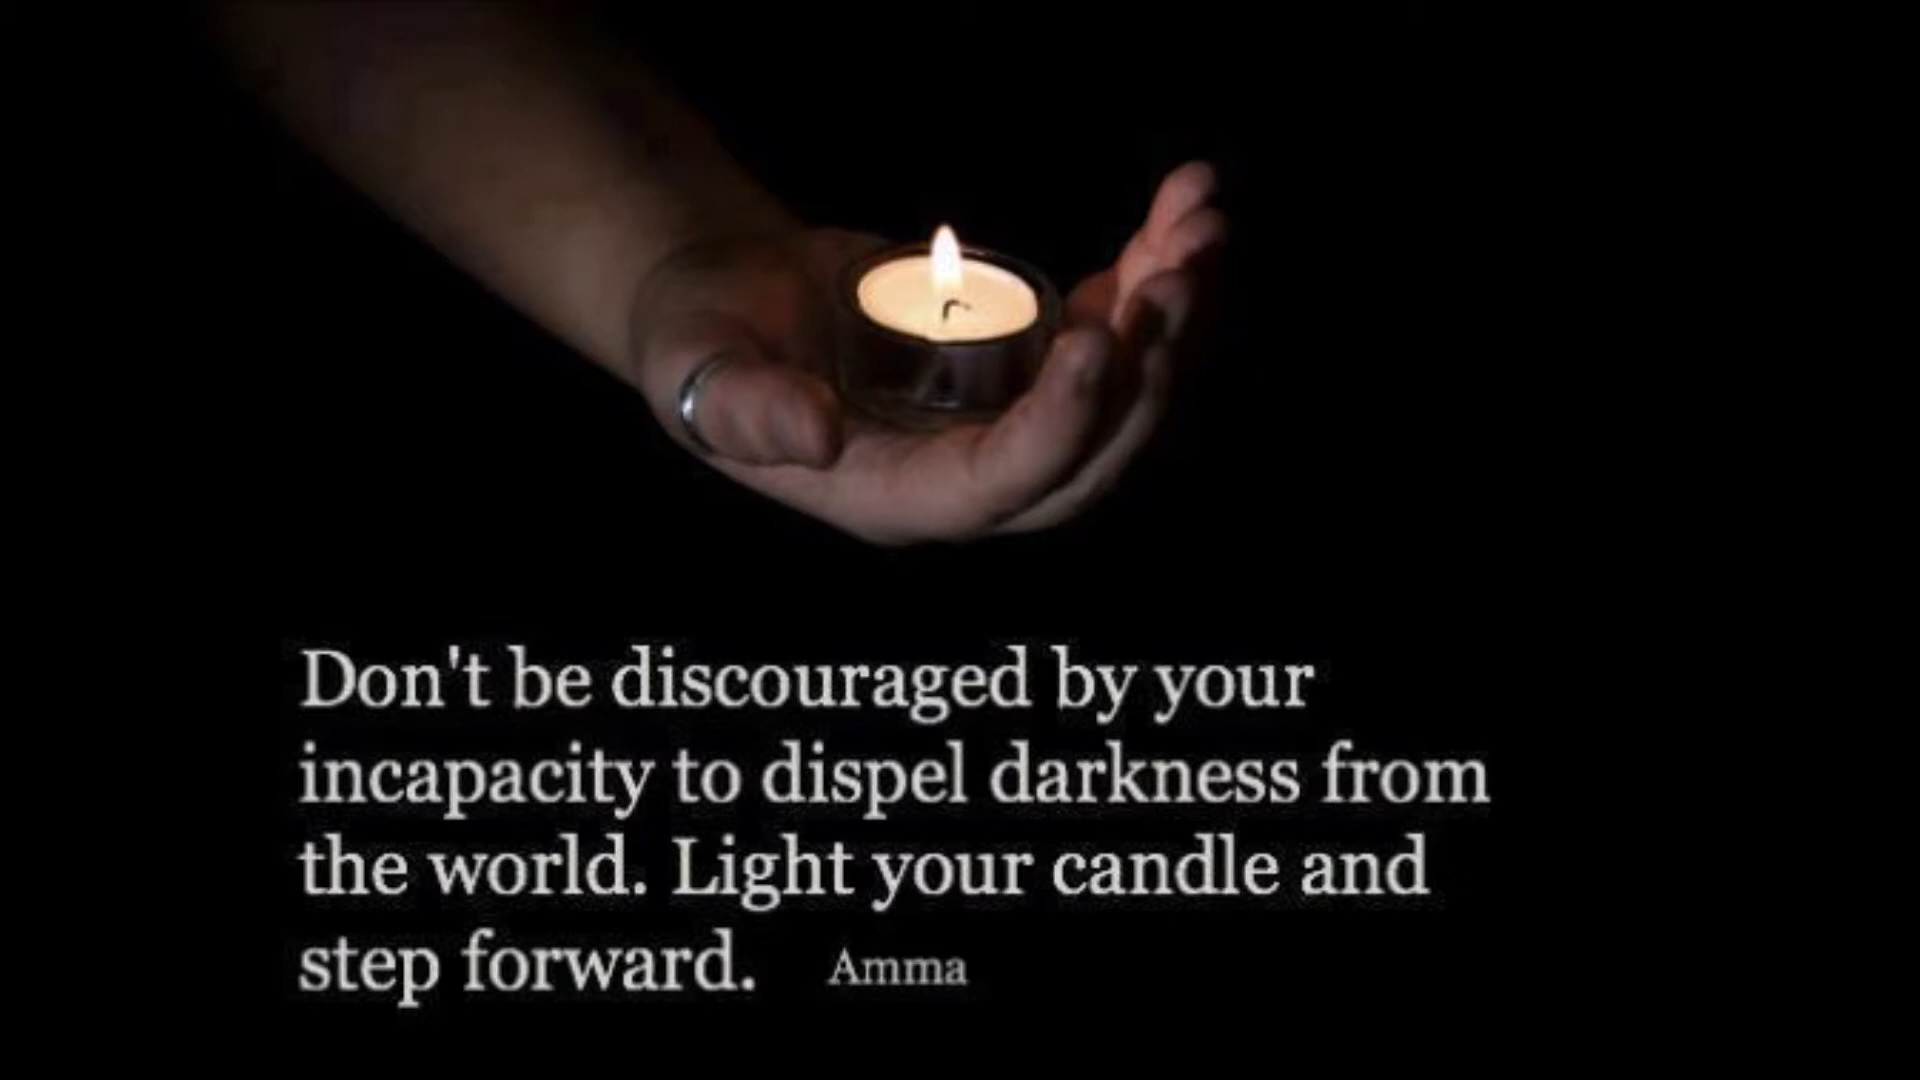 Don't be discouraged by your
incapacity to dispel darkness from
the world. Light your candle and
step forward. Amma